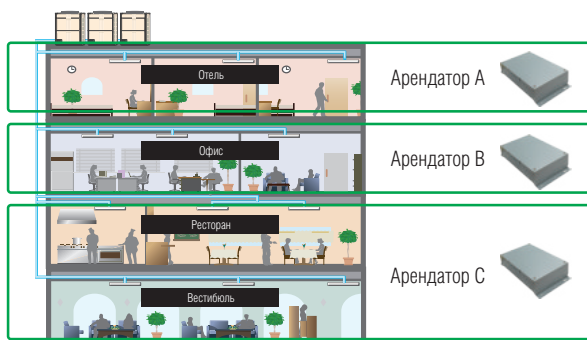 Отель
Арендатор A
Офис
Арендатор B
Ресторан
Арендатор C
Вестибюль